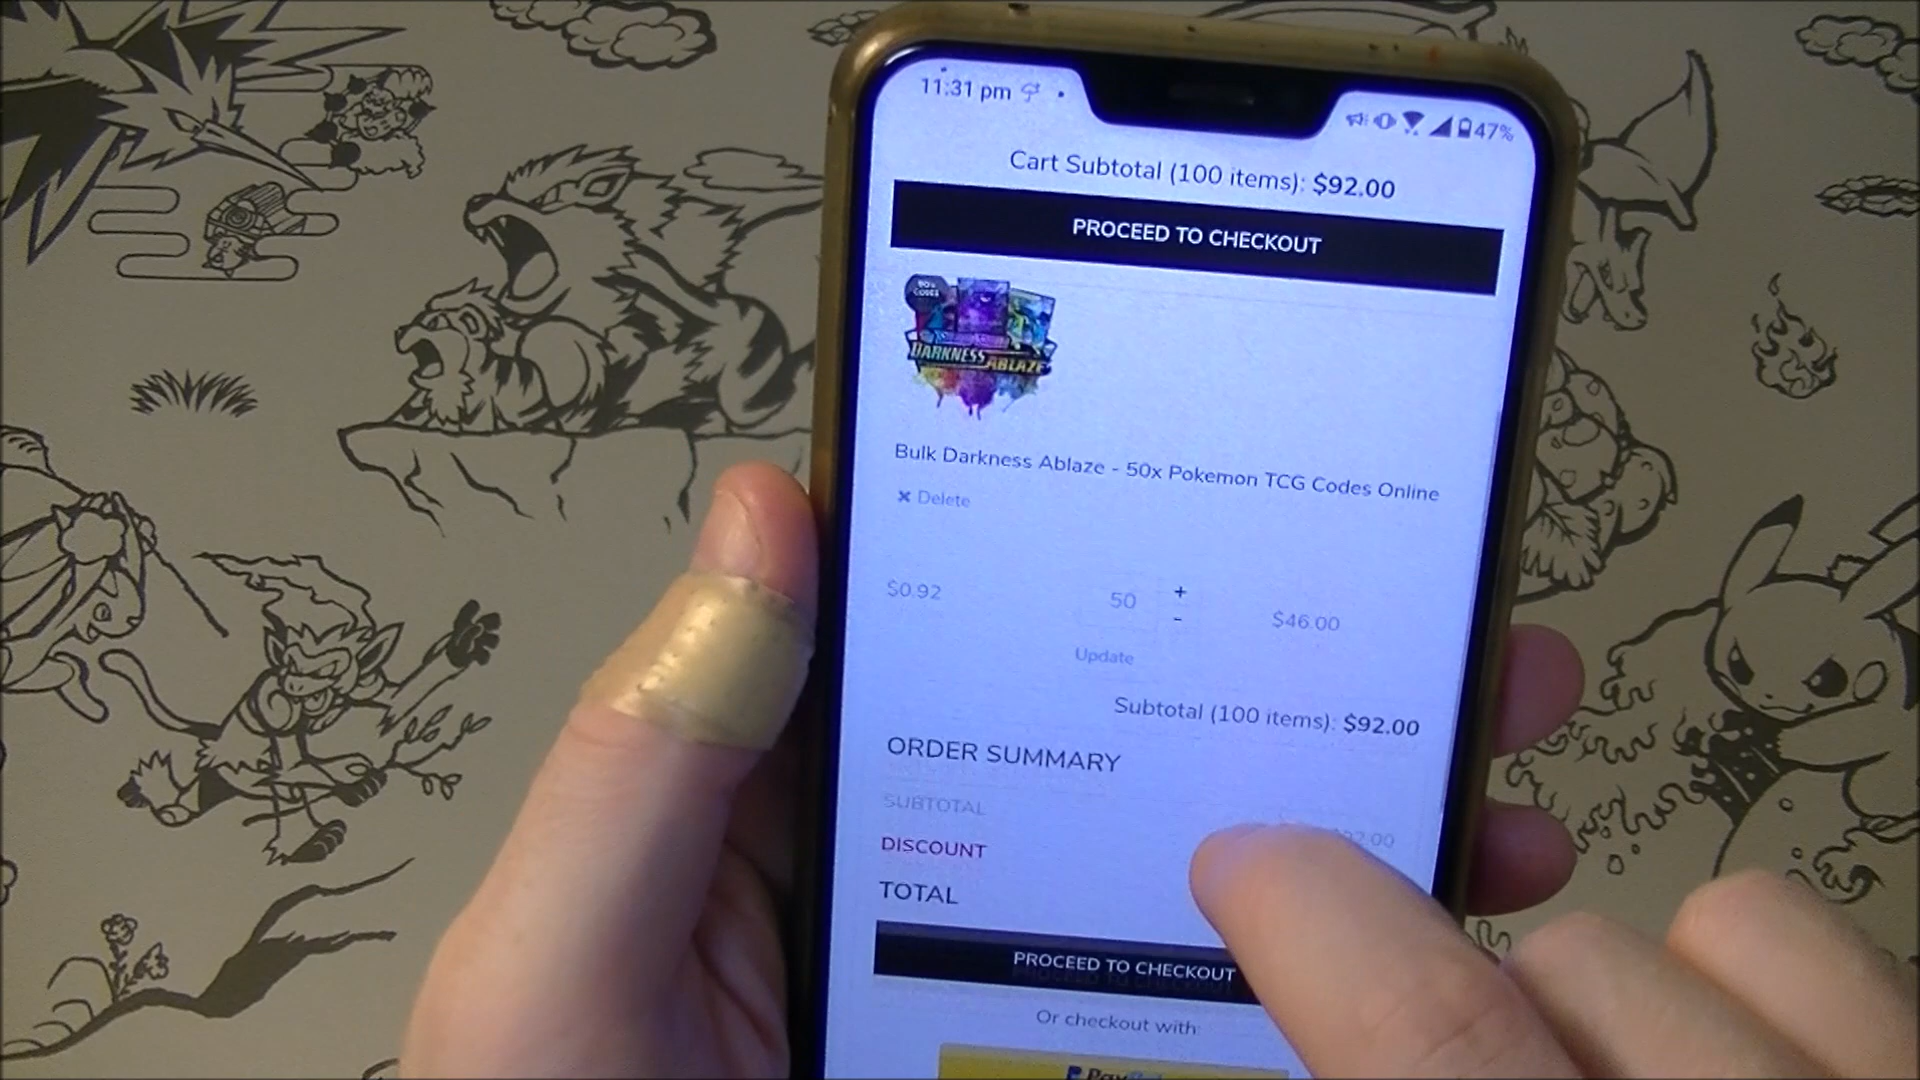 11:31 pm
47%
Cart Subtotal (100 items): $92.00
PROCEED TO CHECKOUT
DARKNESS
ABLAZE
Bulk Darkness Ablaze - 50x Pokemon TCG Codes Online
× Delete
$0.92
50
+
-
$46.00
Update
Subtotal (100 items): $92.00
ORDER SUMMARY
SUBTOTAL
DISCOUNT
TOTAL
PROCEED TO CHECKOUT
Or checkout with: